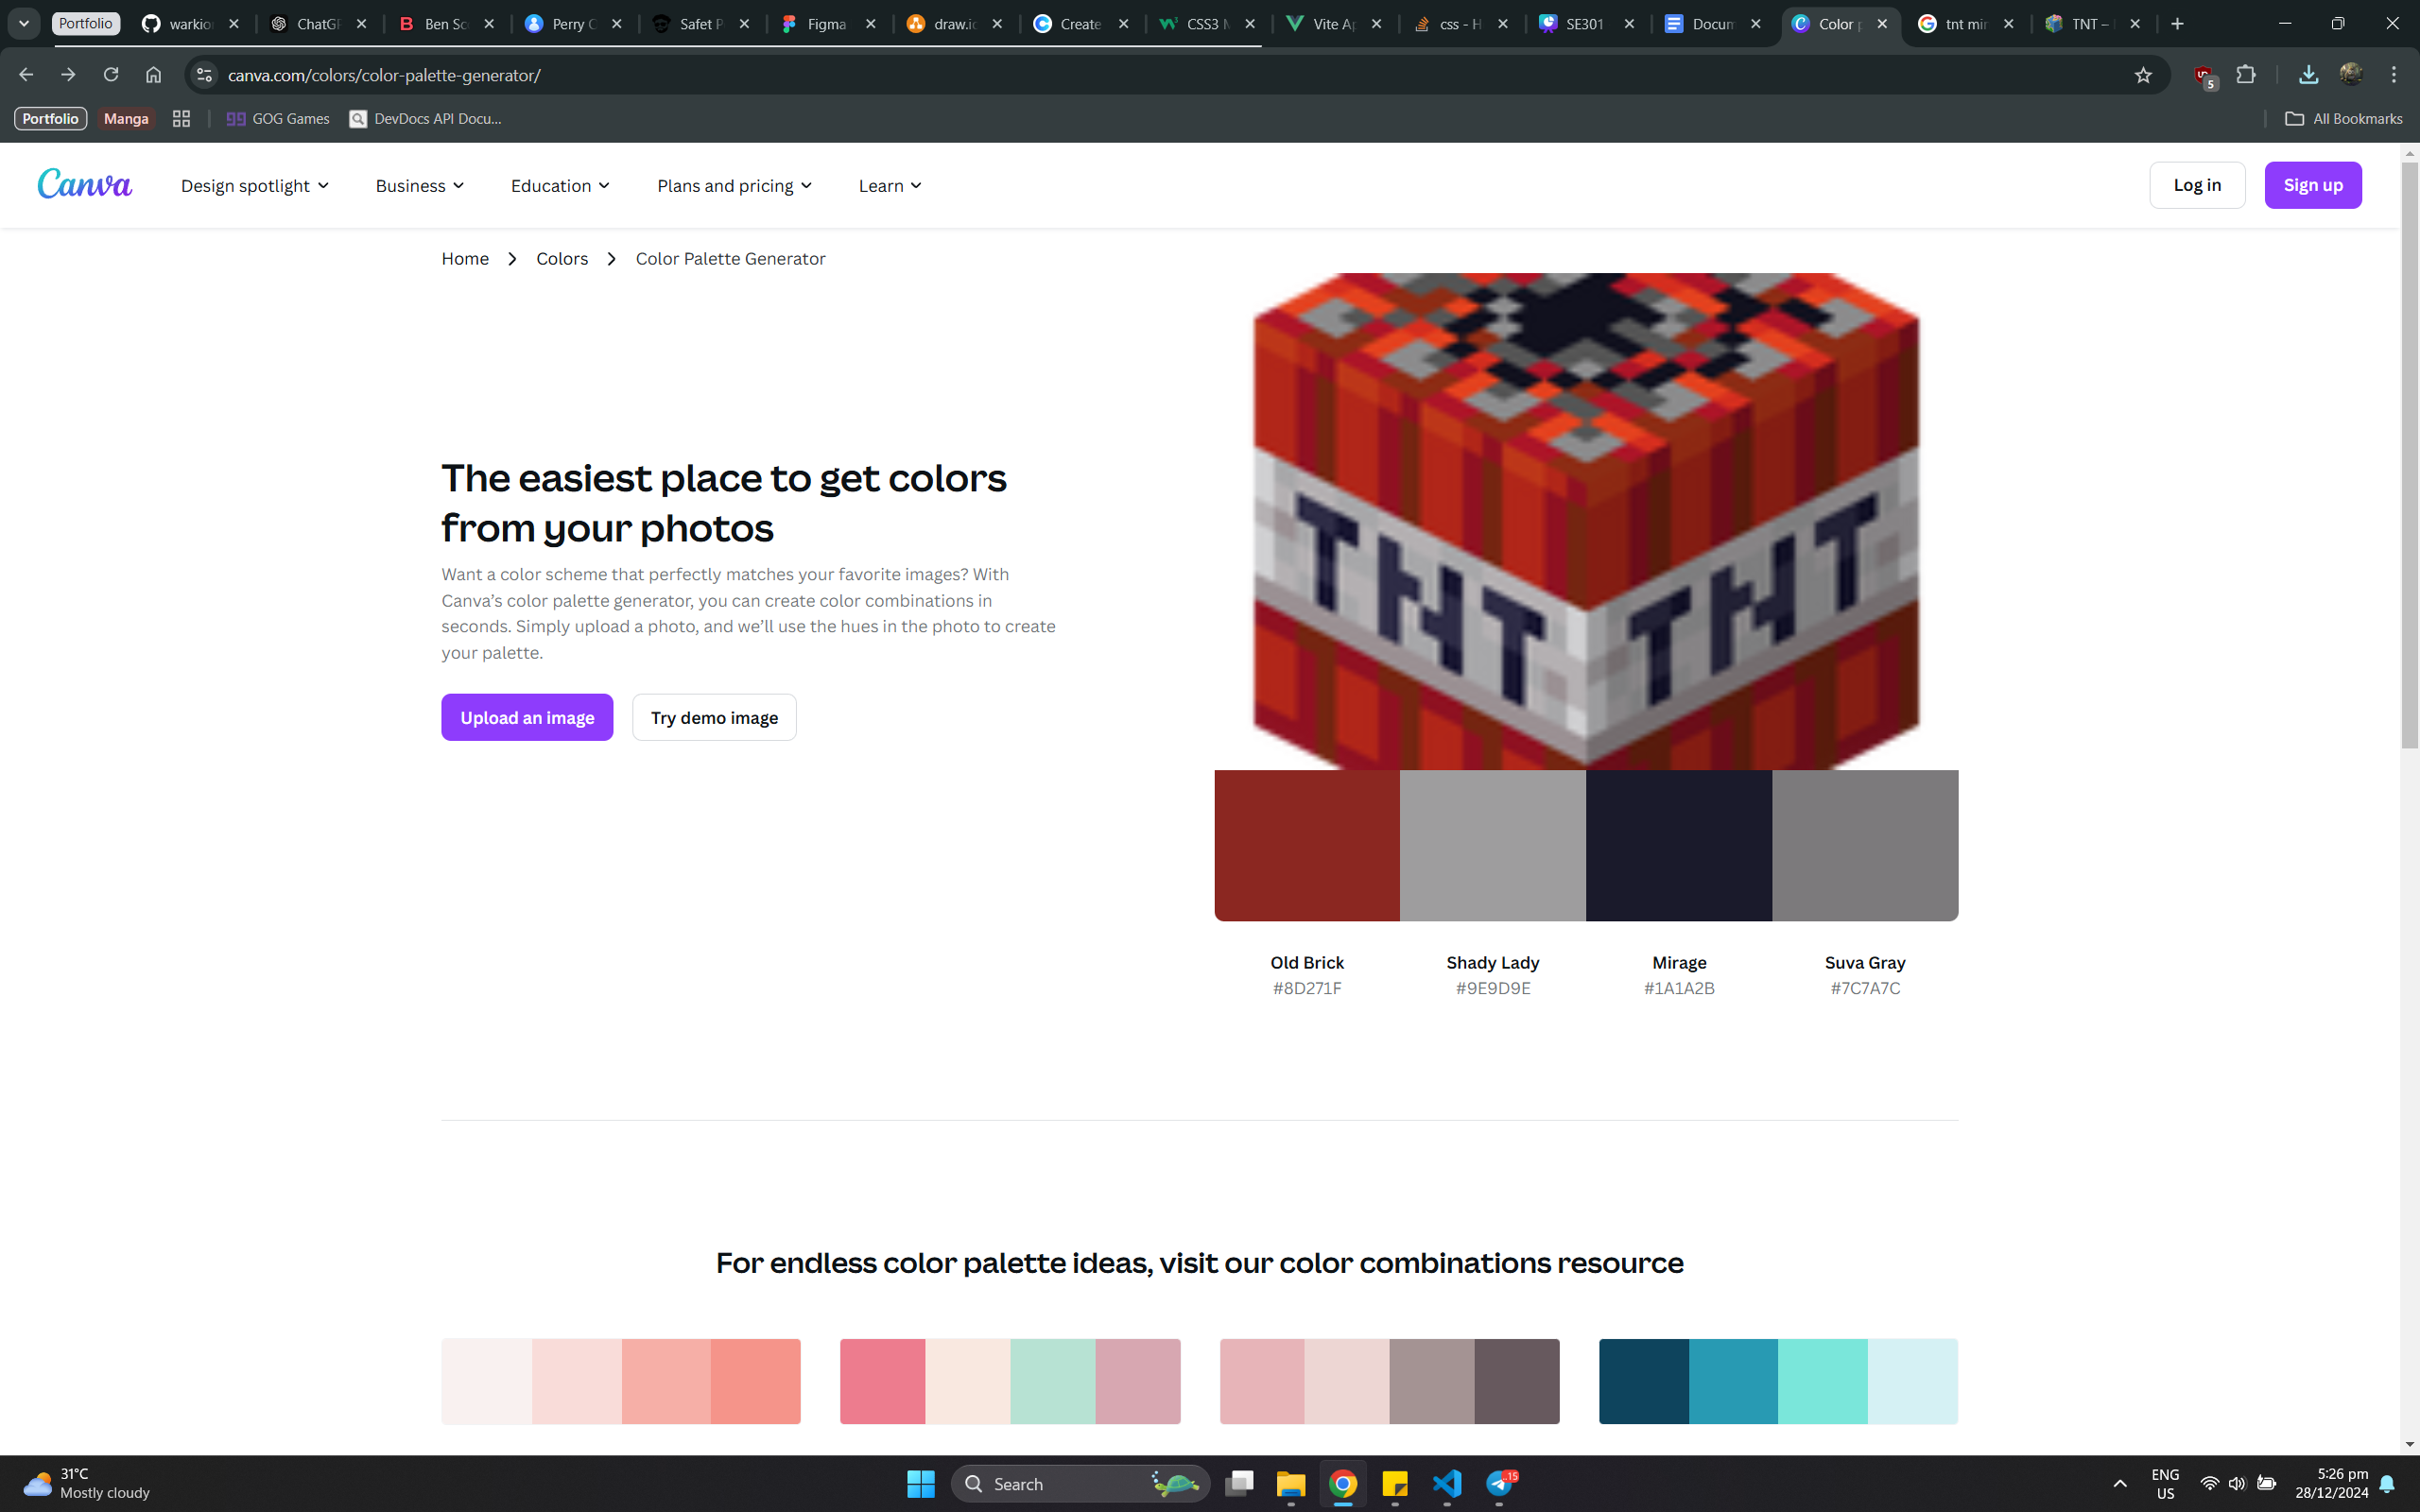 Portfolio
warkio
ChatGP
Ben Sc
Perry C
Safet P
Figma
draw.ic
Create
CSS3 M
Vite Ap
css - H
SE301
Docum
Color p
tnt min
TNT –
canva.com/colors/color-palette-generator/
5
Portfolio
Manga
GOG Games
DevDocs API Docu...
All Bookmarks
Canva
Design spotlight
Business
Education
Plans and pricing
Learn
Log in
Sign up
Home
Colors
Color Palette Generator
The easiest place to get colors
from your photos
Want a color scheme that perfectly matches your favorite images? With
Canva’s color palette generator, you can create color combinations in
seconds. Simply upload a photo, and we’ll use the hues in the photo to create
your palette.
Upload an image
Try demo image
TNT
TNT
Old Brick
#8D271F
Shady Lady
#9E9D9E
Mirage
#1A1A2B
Suva Gray
#7C7A7C
For endless color palette ideas, visit our color combinations resource
31°C
Mostly cloudy
Search
15
ENG
US
5:26 pm
28/12/2024